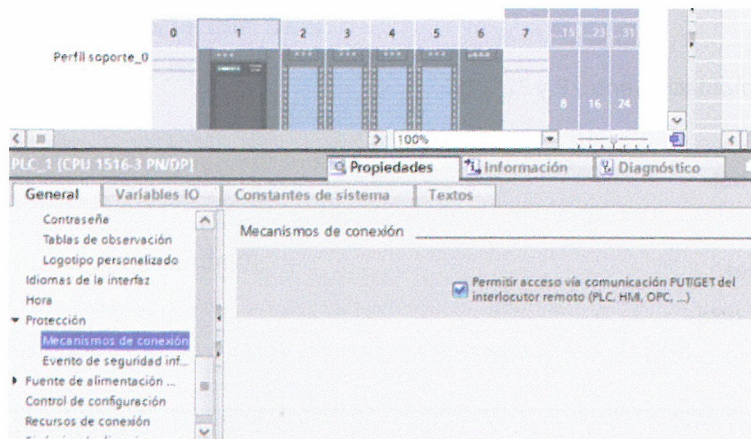 0 1 2 3 4 5 6 7 ...15 ...23 ...31
Perfil soporte_0
8 16 24
100%
PLC_1 [CPU 1516-3 PN/DP]
Propiedades
Información
Diagnóstico
General
Variables IO
Constantes de sistema
Textos
Contraseña
Tablas de observación
Logotipo personalizado
Idiomas de la interfaz
Hora
Protección
Mecanismos de conexión
Evento de seguridad inf...
Fuente de alimentación ...
Control de configuración
Recursos de conexión
Mecanismos de conexión
Permitir acceso vía comunicación PUT/GET del
interlocutor remoto (PLC, HMI, OPC, ...)